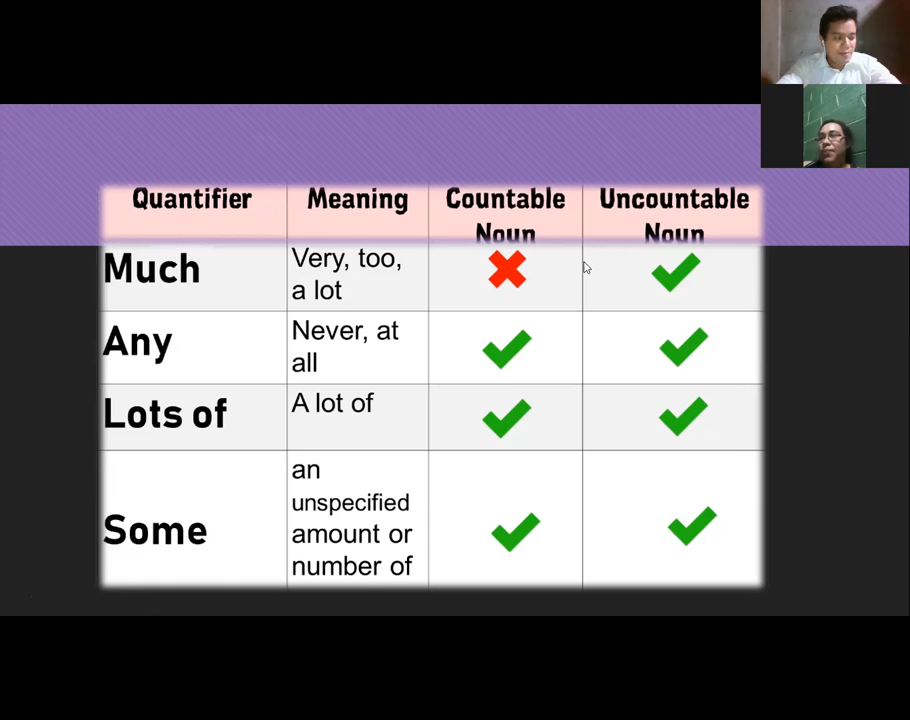 Quantifier
Meaning
Countable
Noun
Uncountable
Noun
Much
Very, too,
a lot
Any
Never, at
all
Lots of
A lot of
Some
an
unspecified
amount or
number of